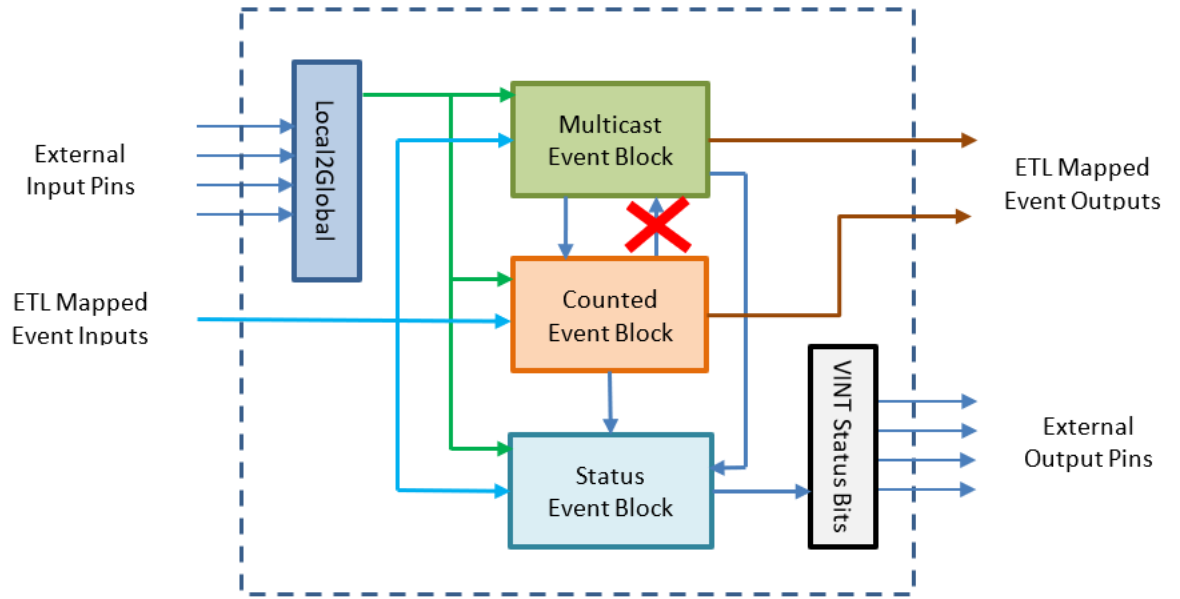 External
Input Pins
ETL Mapped
Event Inputs
Local2Global
Multicast
Event Block
Counted
Event Block
Status
Event Block
VINT Status Bits
ETL Mapped
Event Outputs
External
Output Pins